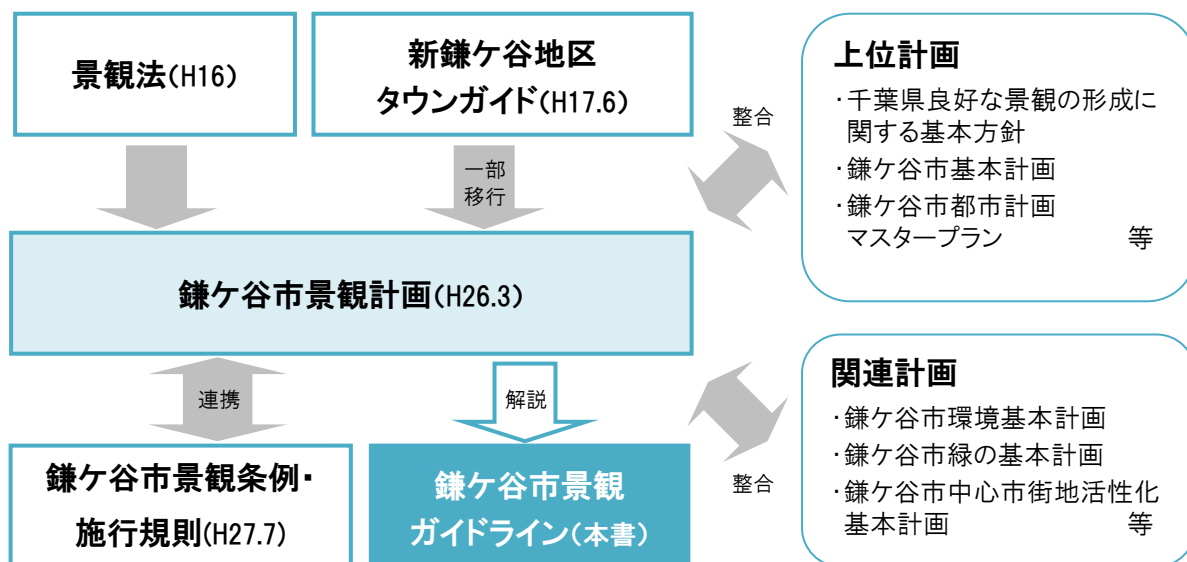 景観法(H16)
新鎌ケ谷地区
タウンガイド(H17.6)
一部
移行
整合
上位計画
・千葉県良好な景観の形成に
関する基本方針
・鎌ケ谷市基本計画
・鎌ケ谷市都市計画
マスタープラン 等
鎌ケ谷市景観計画(H26.3)
連携
解説
整合
関連計画
・鎌ケ谷市環境基本計画
・鎌ケ谷市緑の基本計画
・鎌ケ谷市中心市街地活性化
基本計画 等
鎌ケ谷市景観条例・
施行規則(H27.7)
鎌ケ谷市景観
ガイドライン(本書)